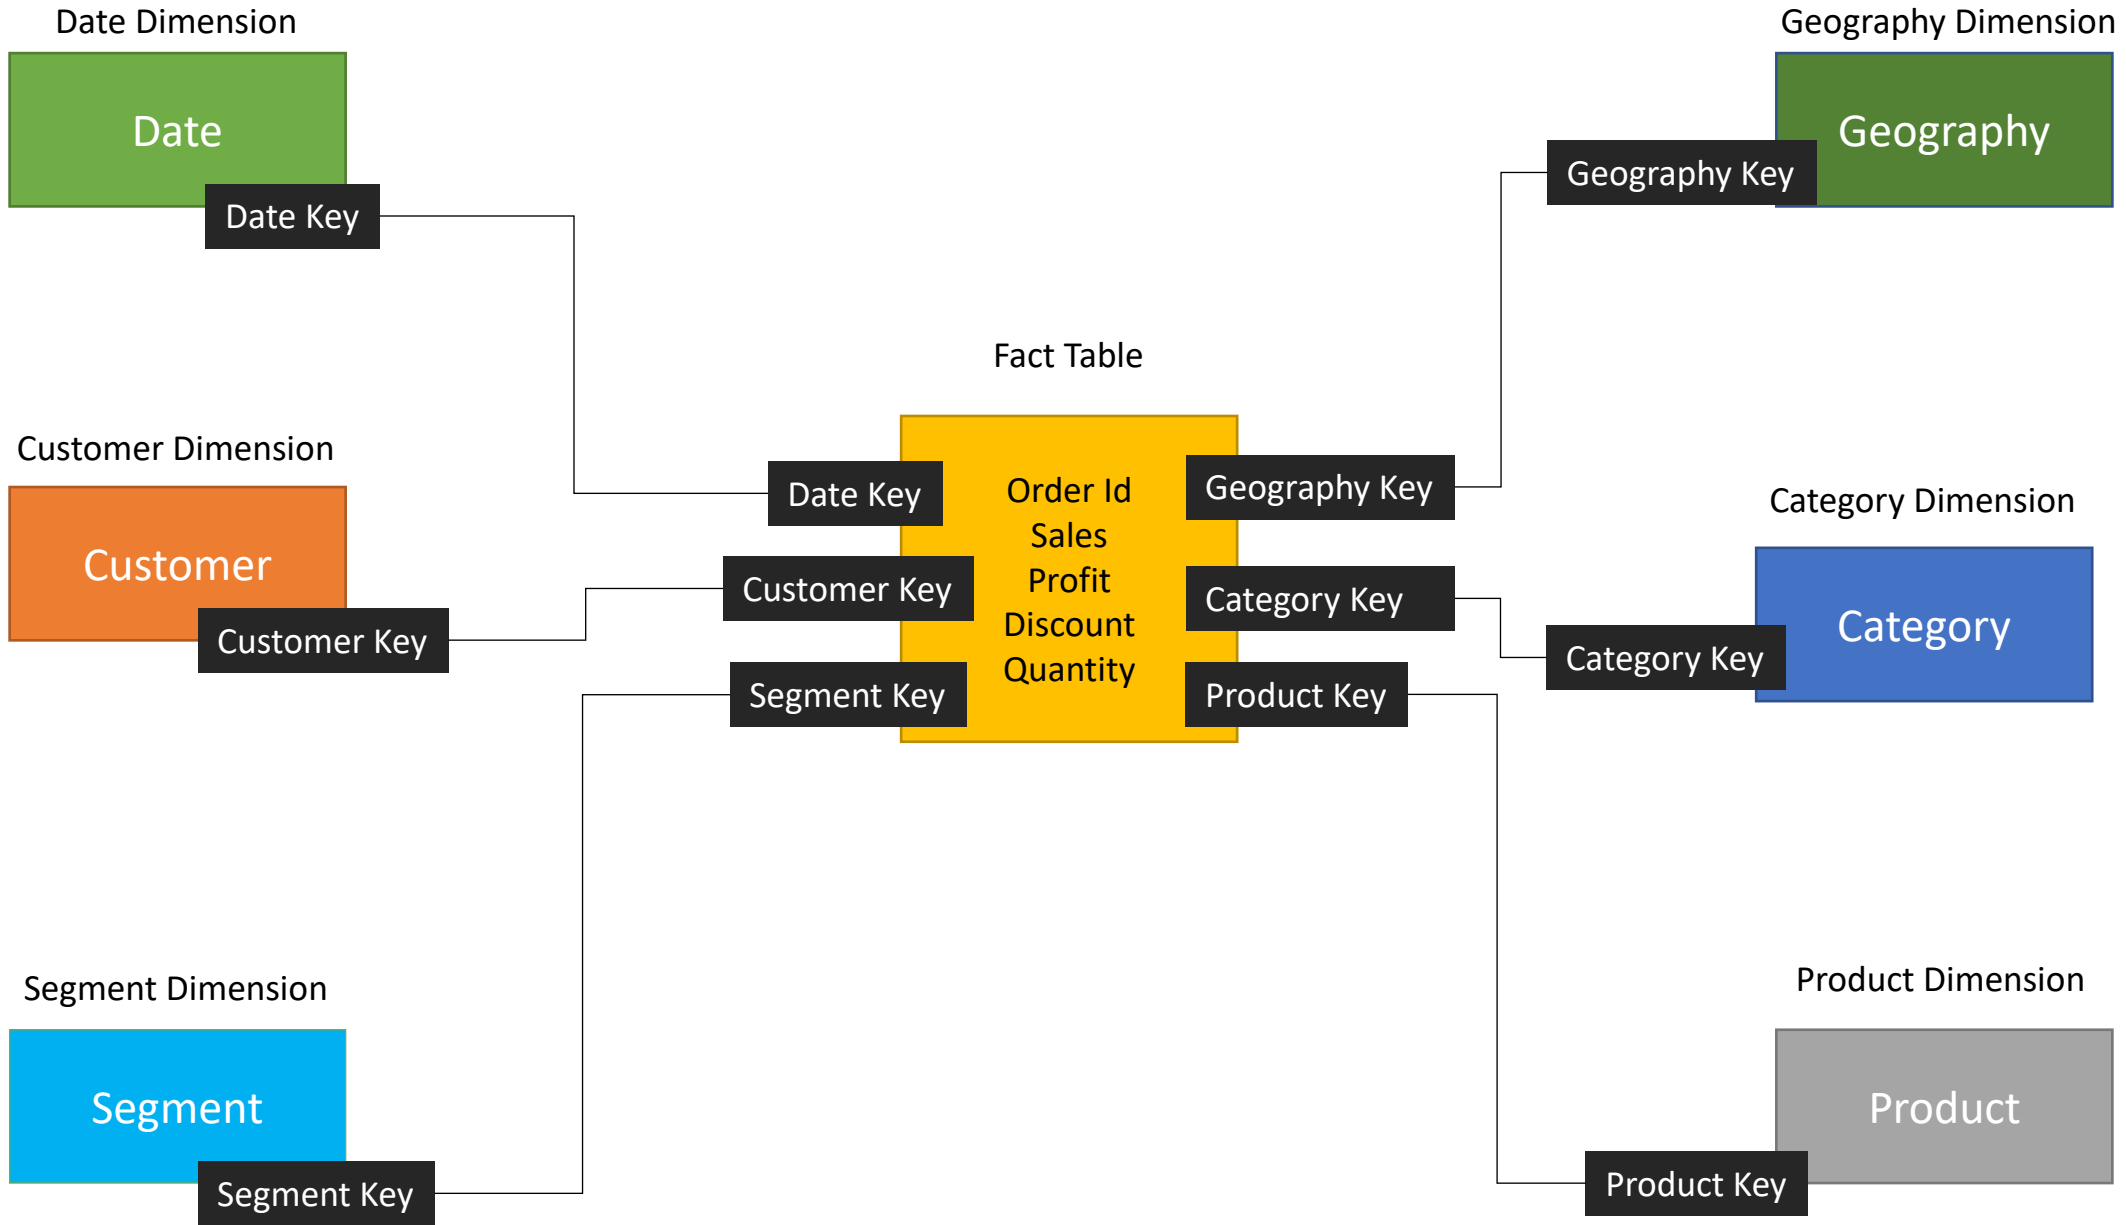 Date Dimension
Date
Date Key
Customer Dimension
Customer
Customer Key
Segment Dimension
Segment
Segment Key
Fact Table
Date Key
Customer Key
Segment Key
Order Id
Sales
Profit
Discount
Quantity
Geography Key
Category Key
Product Key
Geography Dimension
Geography
Geography Key
Category Dimension
Category
Category Key
Product Dimension
Product
Product Key